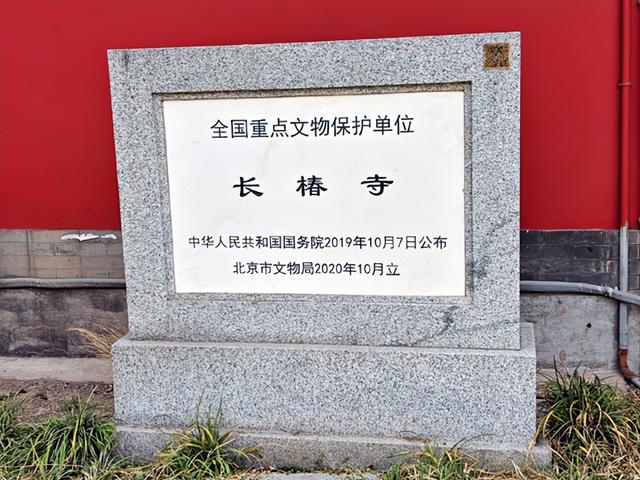 全国重点文物保护单位
长椿寺
中华人民共和国国务院2019年10月7日公布
北京市文物局2020年10月立